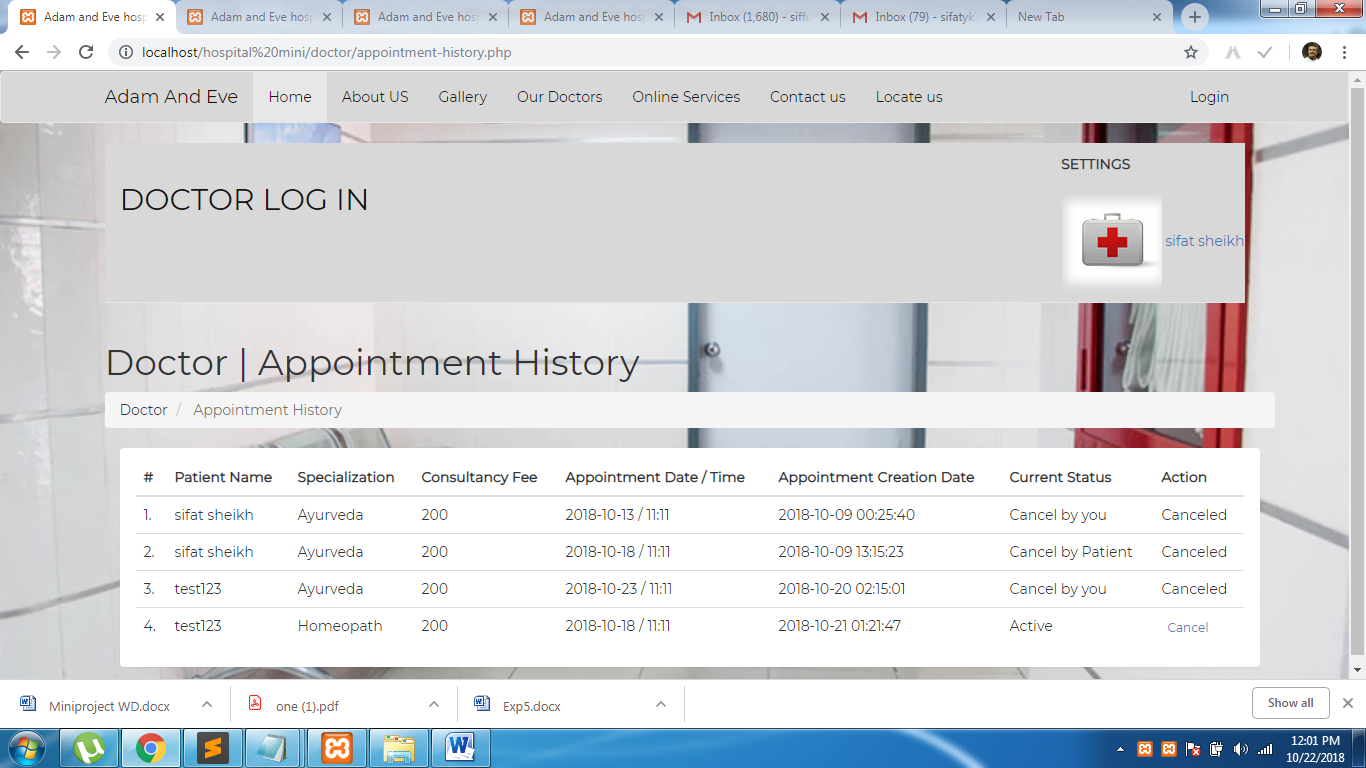 Adam and Eve hosp
Adam and Eve hosp
Adam and Eve hosp
Adam and Eve hosp
Inbox (1,680) - siffu
Inbox (79) - sifatyk
New Tab
localhost/hospital%20mini/doctor/appointment-history.php
Adam And Eve Home About US Gallery Our Doctors Online Services Contact us Locate us Login
SETTINGS
DOCTOR LOG IN
sifat sheikh
Doctor | Appointment History
Doctor / Appointment History
# Patient Name Specialization Consultancy Fee Appointment Date / Time Appointment Creation Date Current Status Action
1. sifat sheikh Ayurveda 200 2018-10-13 / 11:11 2018-10-09 00:25:40 Cancel by you Canceled
2. sifat sheikh Ayurveda 200 2018-10-18 / 11:11 2018-10-09 13:15:23 Cancel by Patient Canceled
3. test123 Ayurveda 200 2018-10-23 / 11:11 2018-10-20 02:15:01 Cancel by you Canceled
4. test123 Homeopath 200 2018-10-18 / 11:11 2018-10-21 01:21:47 Active Cancel
Miniproject WD.docx one (1).pdf Exp5.docx Show all
12:01 PM
10/22/2018